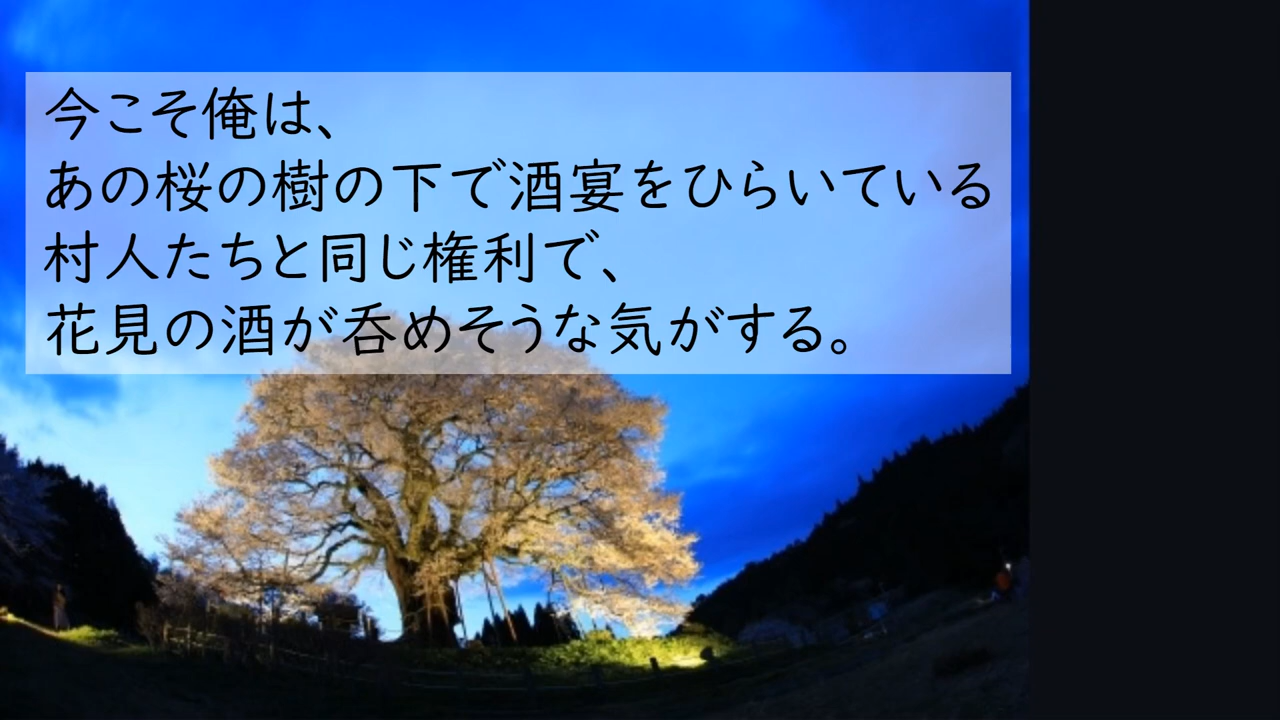 今こそ俺は、
あの桜の樹の下で酒宴をひらいている
村人たちと同じ権利で、
花見の酒が呑めそうな気がする。